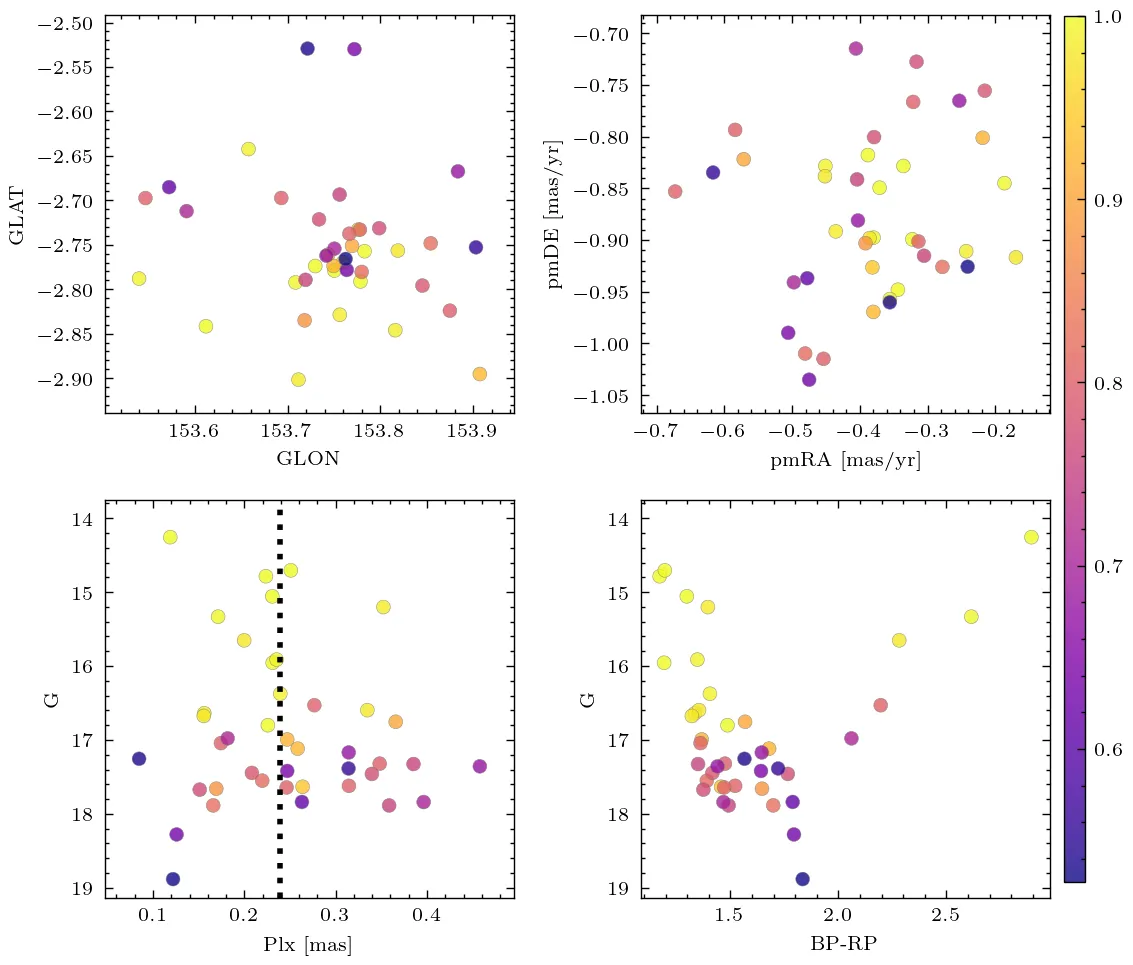 −2.50
−2.55
−2.60
−2.65
−2.70
−2.75
−2.80
−2.85
−2.90
GLAT
153.6 153.7 153.8 153.9
GLON
−0.70
−0.75
−0.80
−0.85
−0.90
−0.95
−1.00
−1.05
pmDE [mas/yr]
−0.7 −0.6 −0.5 −0.4 −0.3 −0.2
pmRA [mas/yr]
14
15
16
17
18
19
G
0.1 0.2 0.3 0.4
Plx [mas]
14
15
16
17
18
19
G
1.5 2.0 2.5
BP-RP
1.0
0.9
0.8
0.7
0.6